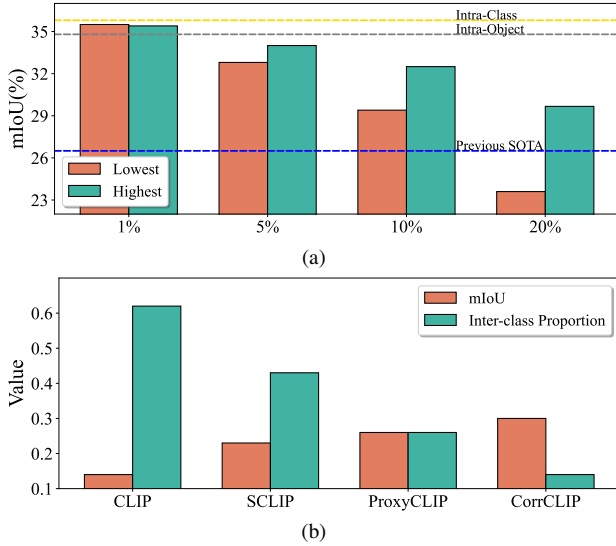 Intra-Class
Intra-Object
Previous SOTA
mIoU(%)
35
32
29
26
23
Lowest
Highest
1%
5%
10%
20%
(a)
mIoU
Inter-class Proportion
Value
0.6
0.5
0.4
0.3
0.2
0.1
CLIP
SCLIP
ProxyCLIP
CorrCLIP
(b)